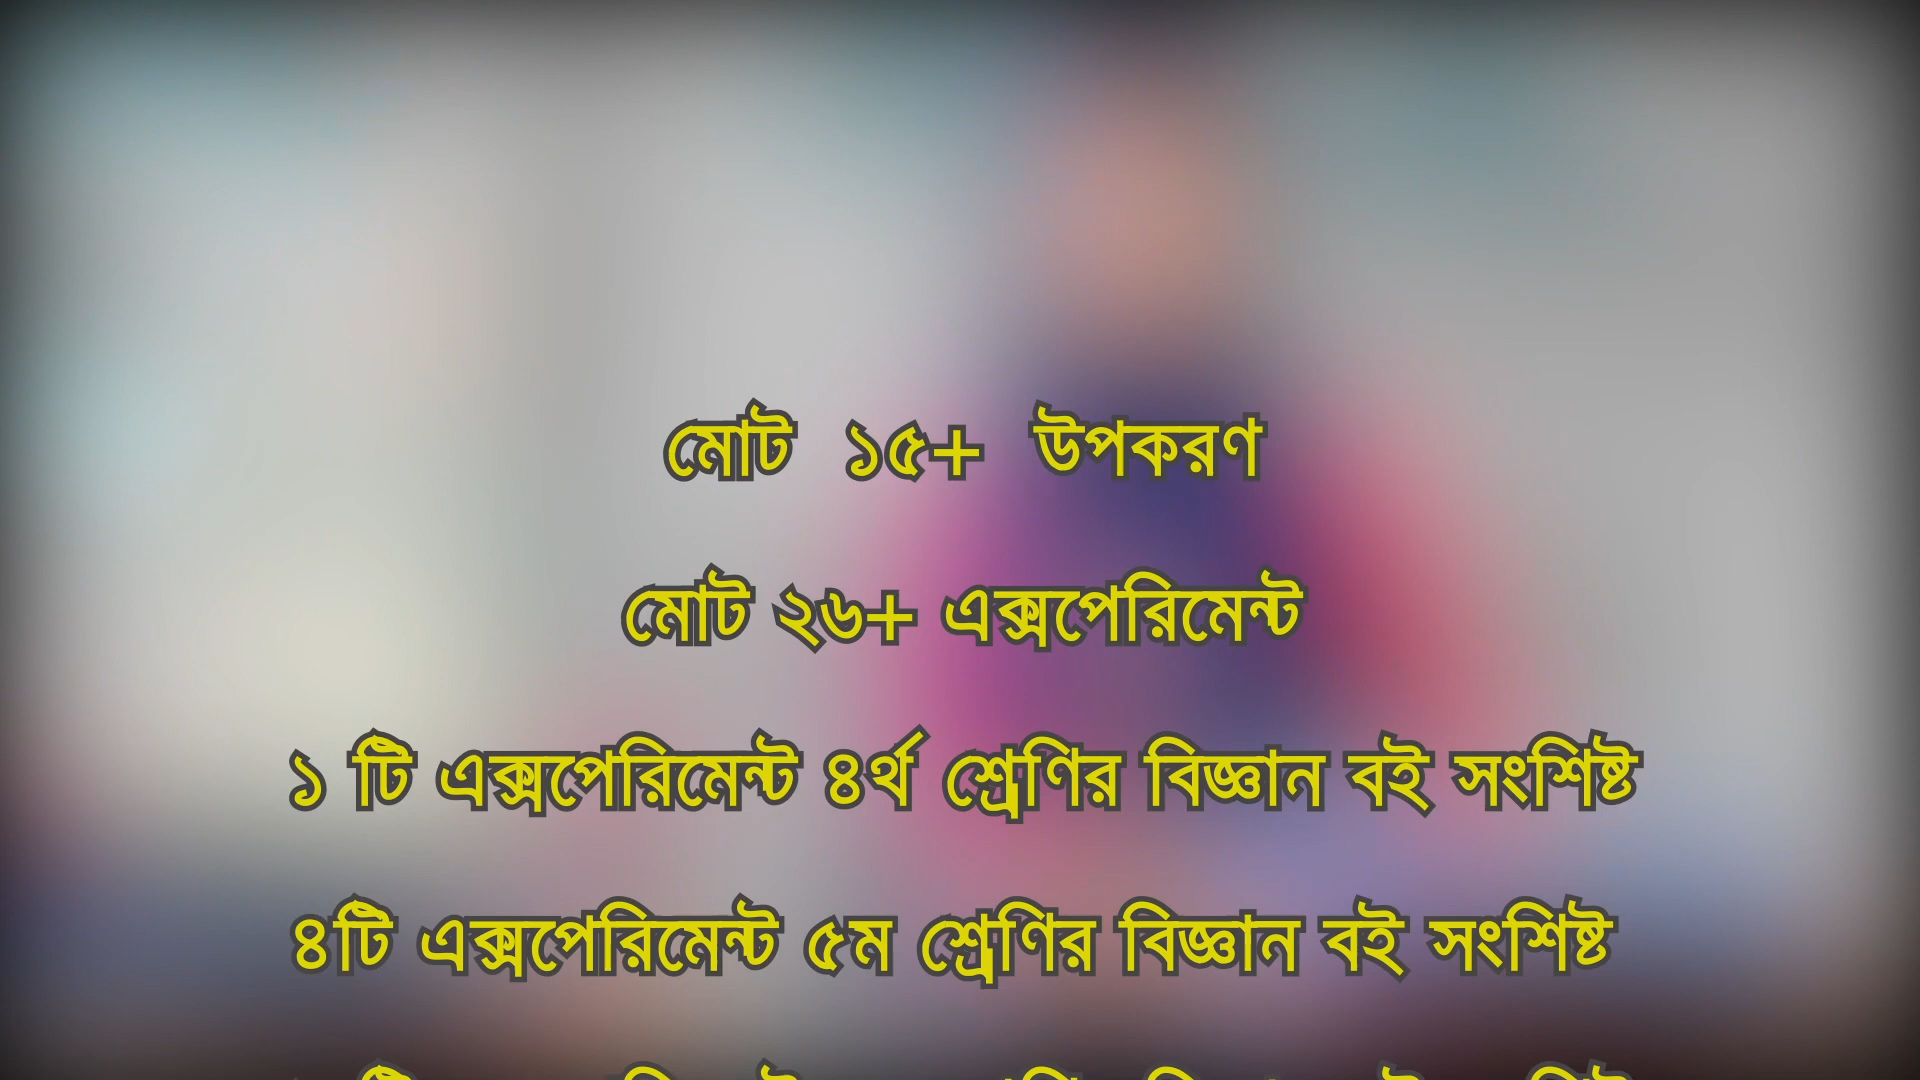 মোট ১৫+ উপকরণ
মোট ২৬+ এক্সপেরিমেন্ট
১ টি এক্সপেরিমেন্ট ৪র্থ শ্রেণির বিজ্ঞান বই সংশিষ্ট
৪টি এক্সপেরিমেন্ট ৫ম শ্রেণির বিজ্ঞান বই সংশিষ্ট